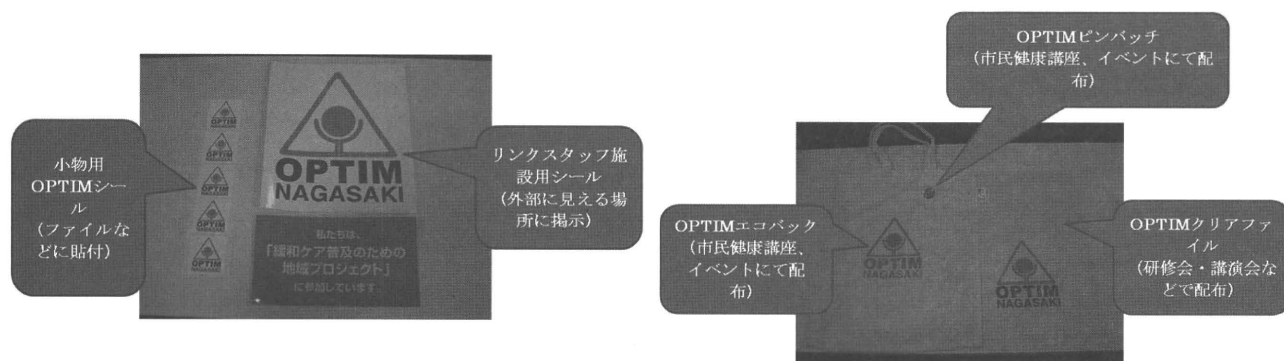 小物用
OPTIMシー
ル
（ファイルな
どに貼付）
OPTIM
NAGASAKI
OPTIM
NAGASAKI
OPTIM
NAGASAKI
OPTIM
NAGASAKI
OPTIM
NAGASAKI
OPTIM
NAGASAKI
私たちは、
「緩和ケア普及のための
地域プロジェクト」
に参加しています
リンクスタッフ施
設用シール
（外部に見える場
所に掲示）
OPTIMピンバッチ
（市民健康講座、イベントにて配
布）
OPTIMエコバック
（市民健康講座、
イベントにて配
布）
OPTIM
NAGASAKI
OPTIM
NAGASAKI
OPTIMクリアファ
イル
（研修会・講演会な
どで配布）